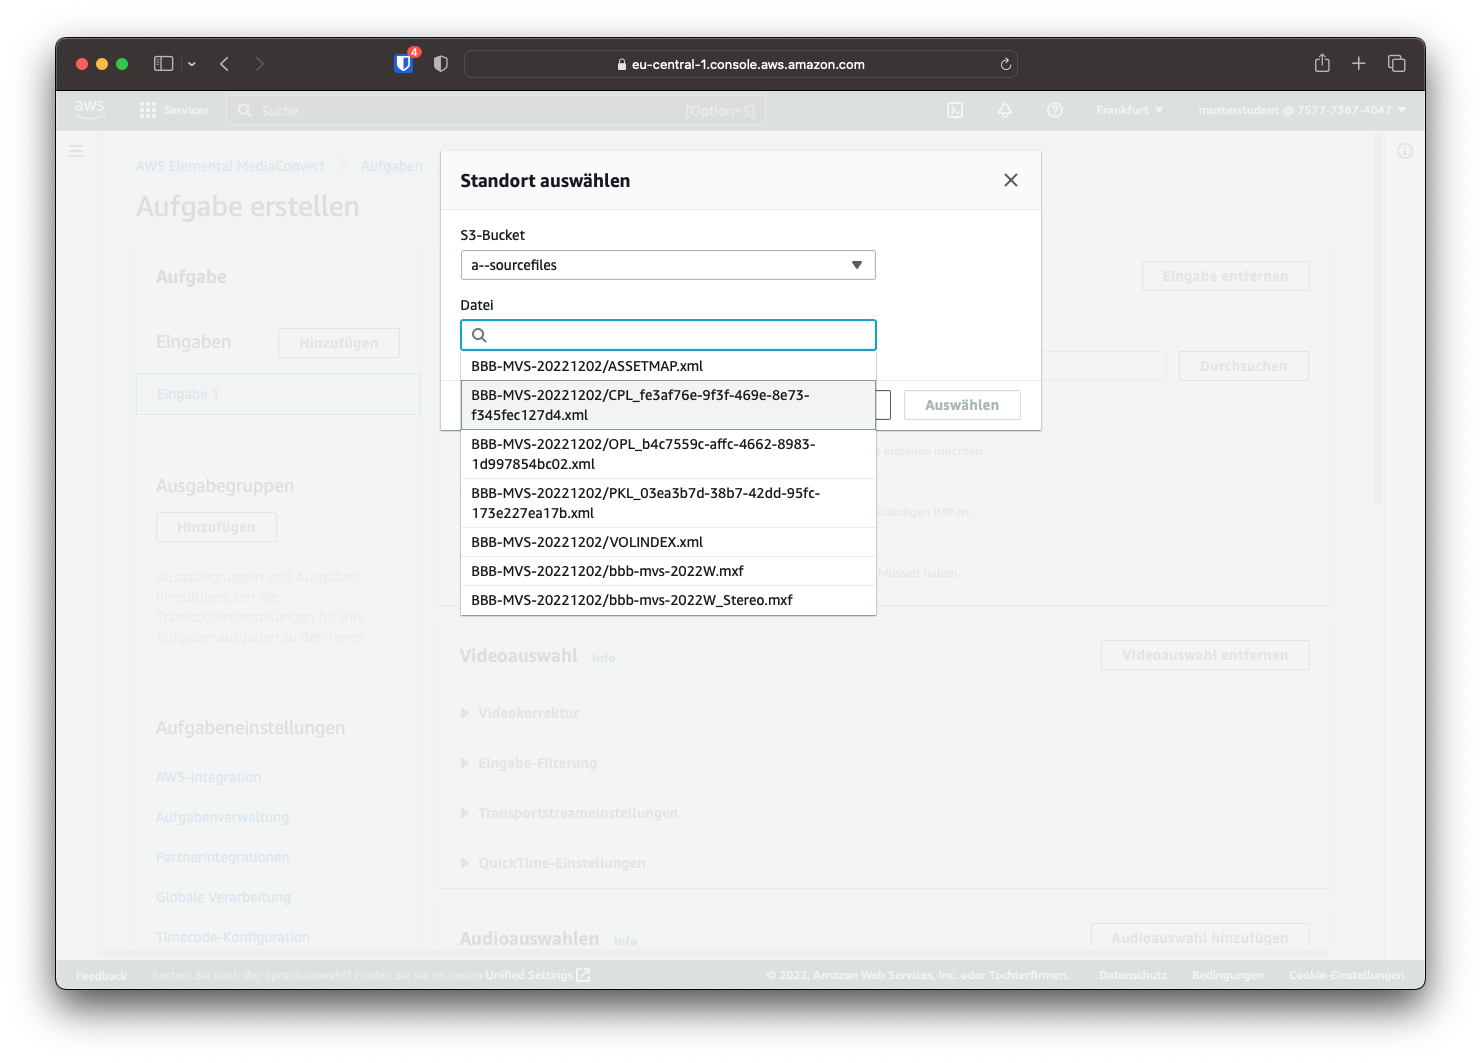 4
eu-central-1.console.aws.amazon.com
aws
Services
Suche
[Option+S]
Frankfurt
musterstudent @ 7577-7387-4047
AWS Elemental MediaConvert
Aufgaben
Aufgabe erstellen
Standort auswählen
S3-Bucket
a--sourcefiles
Datei
BBB-MVS-20221202/ASSETMAP.xml
BBB-MVS-20221202/CPL_fe3af76e-9f3f-469e-8e73-
f345fec127d4.xml
BBB-MVS-20221202/OPL_b4c7559c-affc-4662-8983-
1d997854bc02.xml
BBB-MVS-20221202/PKL_03ea3b7d-38b7-42dd-95fc-
173e227ea17b.xml
BBB-MVS-20221202/VOLINDEX.xml
BBB-MVS-20221202/bbb-mvs-2022W.mxf
BBB-MVS-20221202/bbb-mvs-2022W_Stereo.mxf
Auswählen
Aufgabe
Eingaben
Hinzufügen
Eingabe 1
Ausgabegruppen
Hinzufügen
Ausgabegruppen und Ausgaben
hinzufügen, um die
Transcodiereinstellungen für Ihre
Aufgabenausgaben zu definieren.
Aufgabeneinstellungen
AWS-Integration
Aufgabenverwaltung
Partnerintegrationen
Globale Verarbeitung
Timecode-Konfiguration
Eingabe entfernen
Durchsuchen
e erstellen möchten.
ständigen IMP ist.
chlüsselt haben.
Videoauswahl
Info
Videoauswahl entfernen
Videokorrektur
Eingabe-Filterung
Transportstreameinstellungen
QuickTime-Einstellungen
Audioauswahlen
Info
Audioauswahl hinzufügen
Feedback
Suchen Sie nach der Sprachauswahl? Finden Sie sie im neuen Unified Settings
© 2022, Amazon Web Services, Inc. oder Tochterfirmen.
Datenschutz
Bedingungen
Cookie-Einstellungen